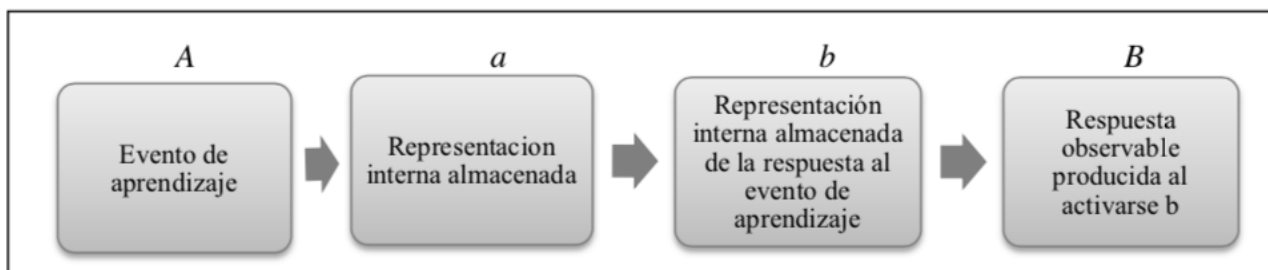 A
a
b
B
Evento de
aprendizaje
Representacion
interna almacenada
Representación
interna almacenada
de la respuesta al
evento de
aprendizaje
Respuesta
observable
producida al
activarse b